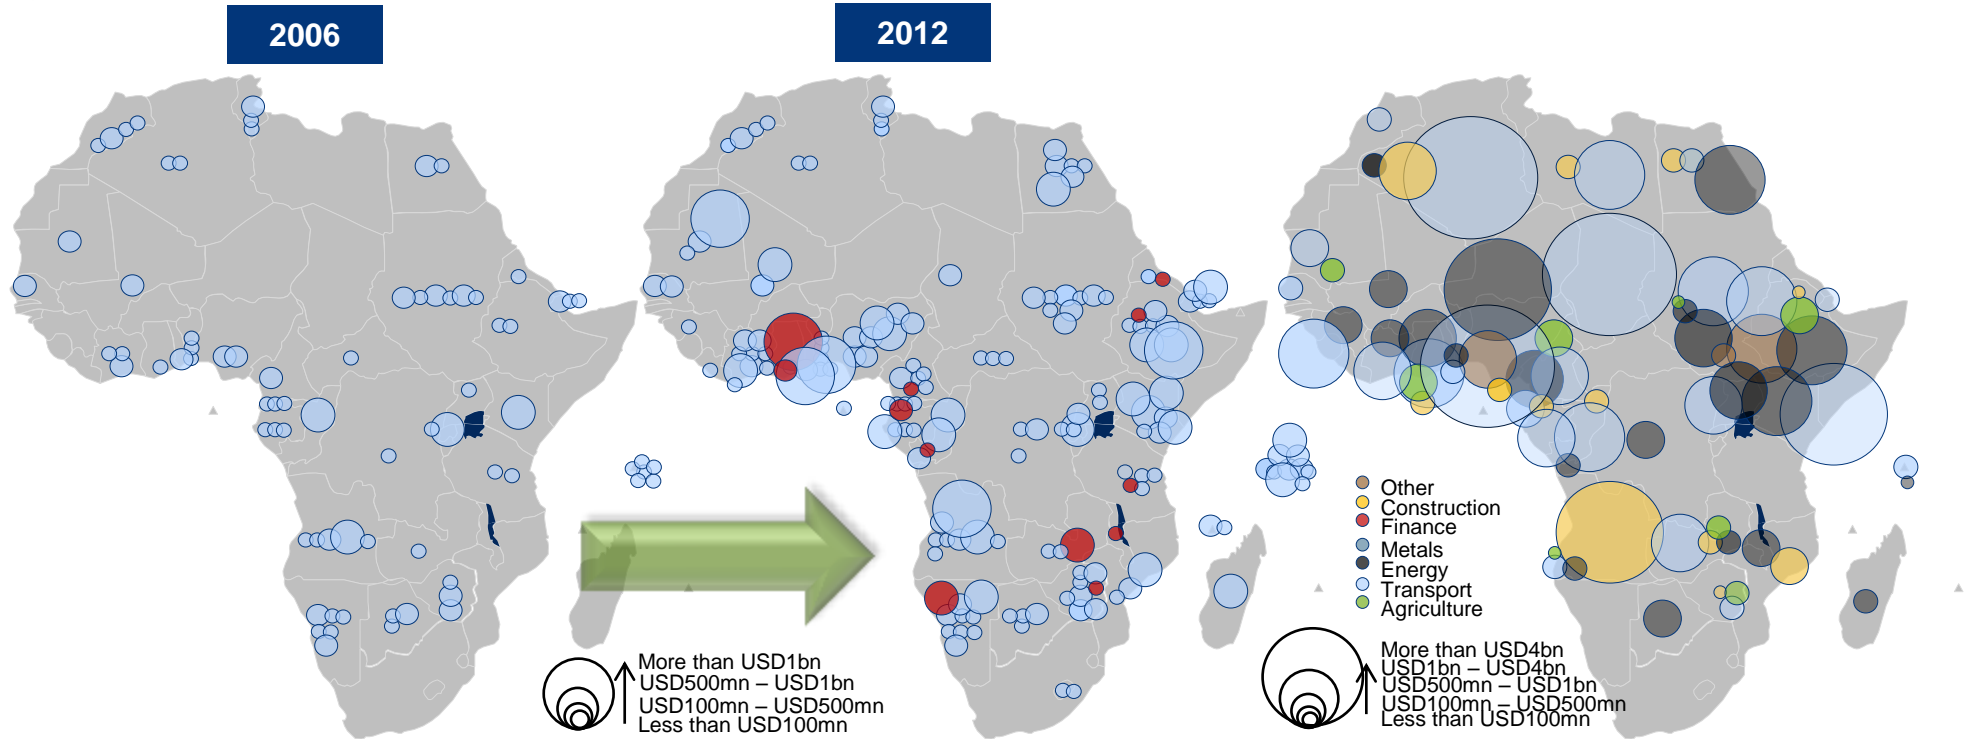 2006
2012
More than USD1bn
USD500mn – USD1bn
USD100mn – USD500mn
Less than USD100mn
Other
Construction
Finance
Metals
Energy
Transport
Agriculture
More than USD4bn
USD1bn – USD4bn
USD500mn – USD1bn
USD100mn – USD500mn
Less than USD100mn